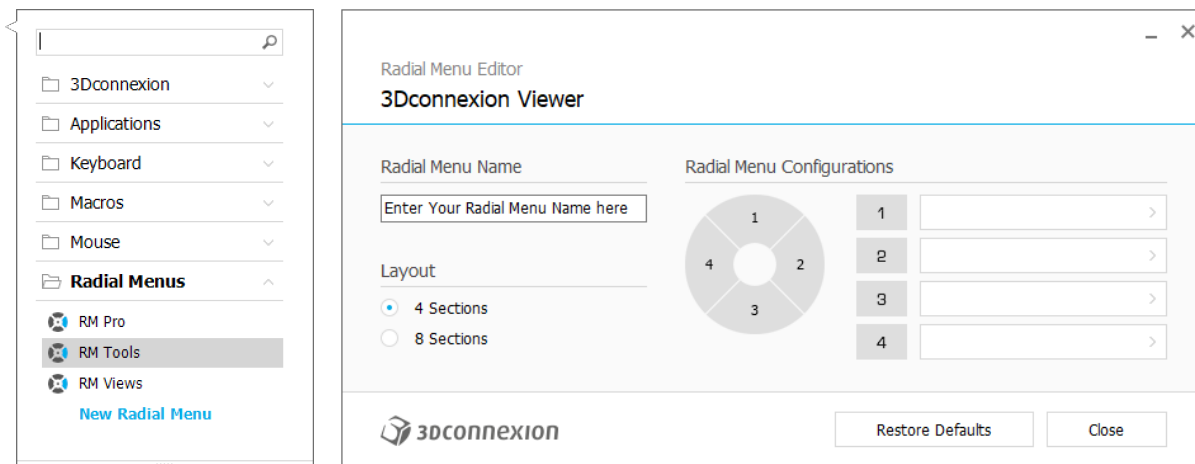 3Dconnexion
Applications
Keyboard
Macros
Mouse
Radial Menus
RM Pro
RM Tools
RM Views
New Radial Menu
Radial Menu Editor
3Dconnexion Viewer
Radial Menu Name
Enter Your Radial Menu Name here
Layout
4 Sections
8 Sections
Radial Menu Configurations
1
4 2
3
1
2
3
4
3Dconnexion
Restore Defaults
Close